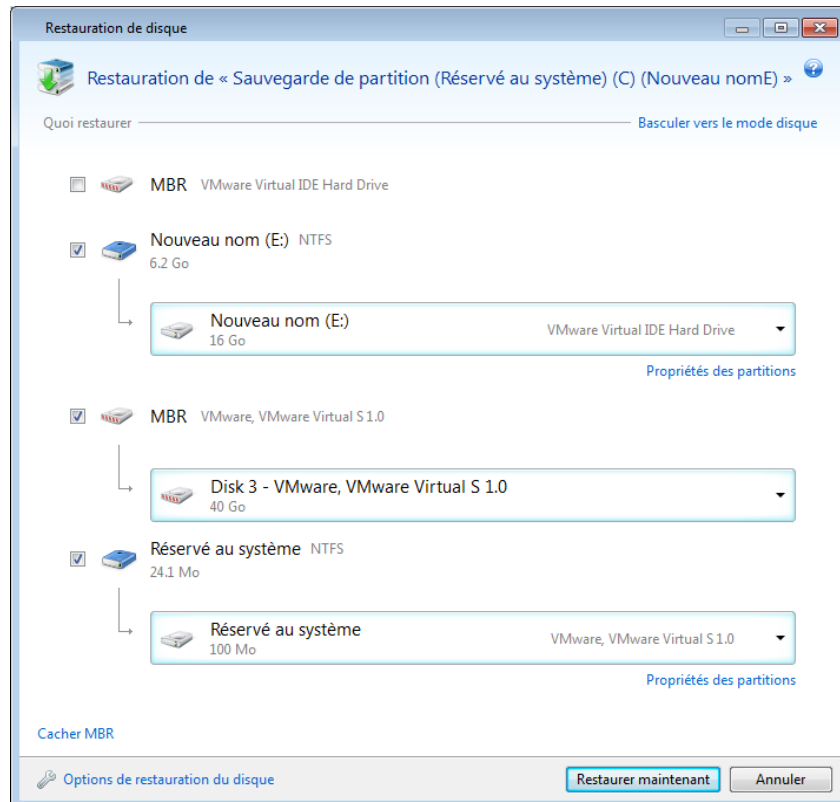 Restauration de disque
Restauration de « Sauvegarde de partition (Réservé au système) (C) (Nouveau nomE) »
Quoi restaurer
Basculer vers le mode disque
MBR VMware Virtual IDE Hard Drive
Nouveau nom (E:) NTFS
6.2 Go
Nouveau nom (E:)
16 Go
VMware Virtual IDE Hard Drive
Propriétés des partitions
MBR VMware, VMware Virtual S 1.0
Disk 3 - VMware, VMware Virtual S 1.0
40 Go
Réservé au système NTFS
24.1 Mo
Réservé au système
100 Mo
VMware, VMware Virtual S 1.0
Propriétés des partitions
Cacher MBR
Options de restauration du disque
Restaurer maintenant
Annuler